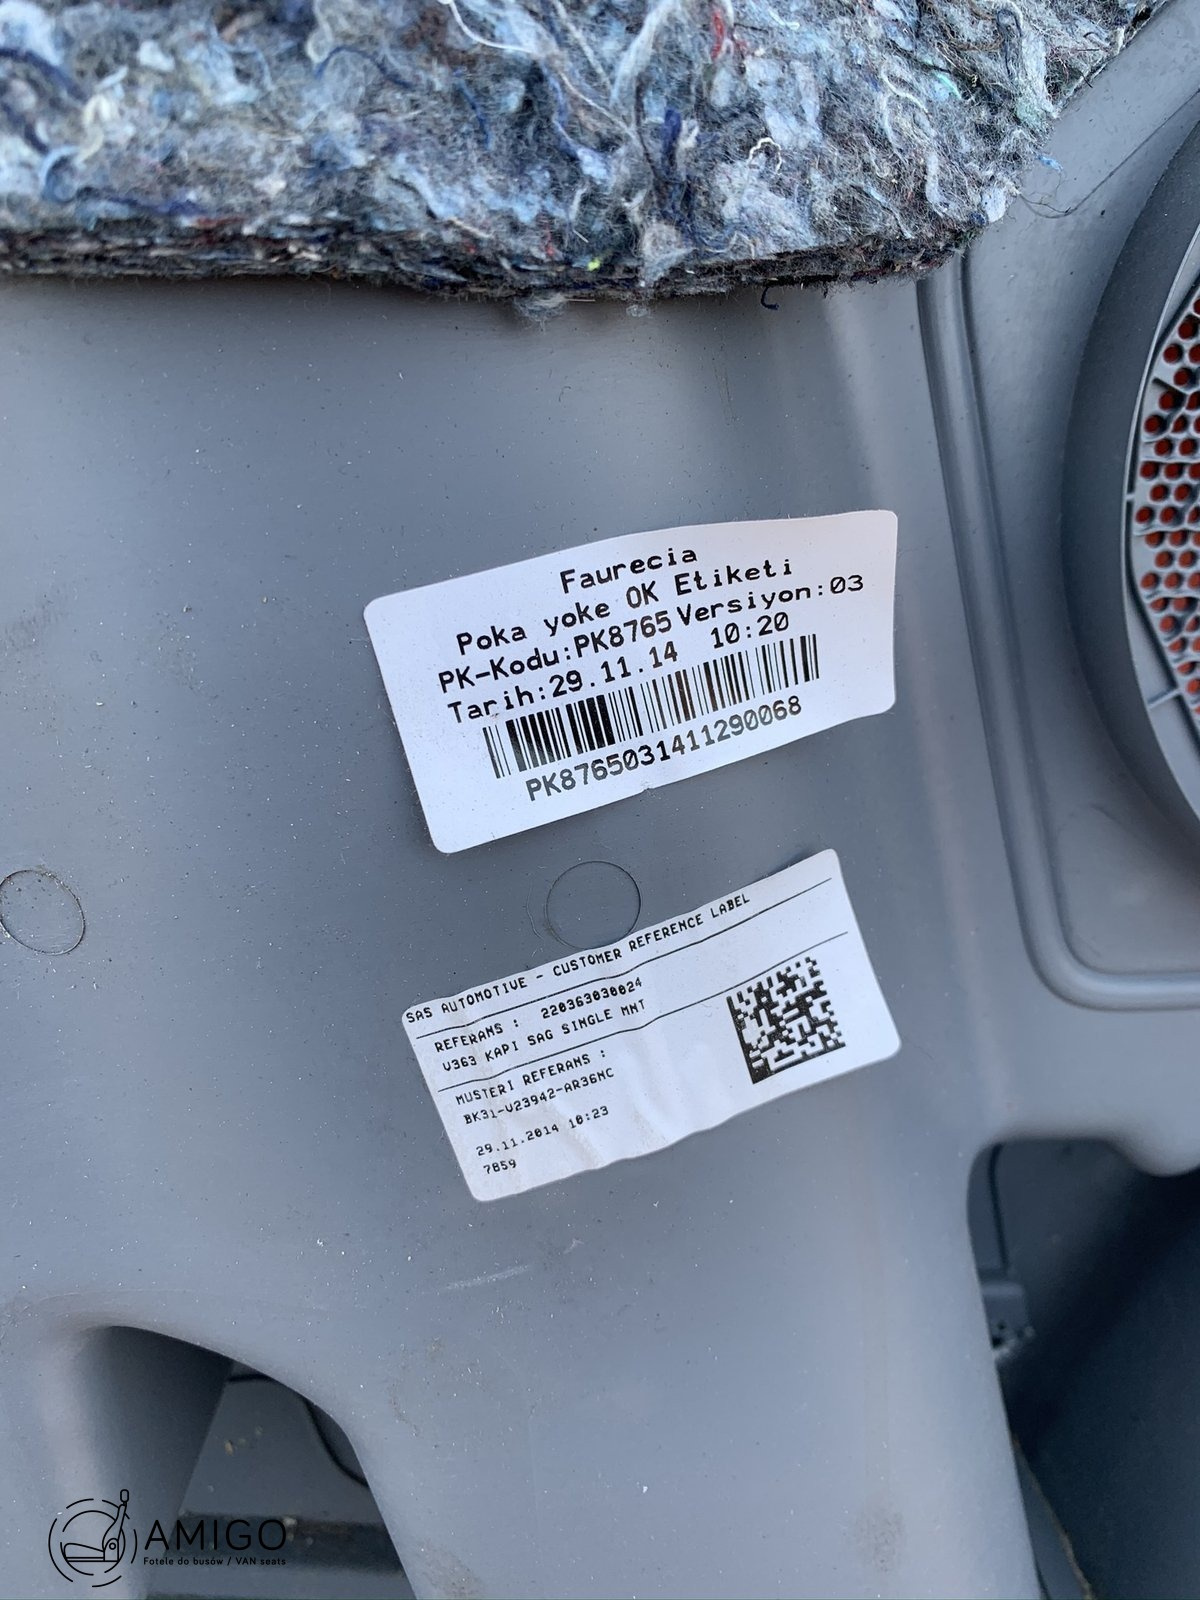 Faurecia
Poka yoke OK Etiketi
PK-Kodu:PK8765 Versiyon:03
Tarih:29.11.14 10:20
PK8765031411290068
SAS AUTOMOTIVE - CUSTOMER REFERENCE LABEL
REFERANS : 220363030024
V363 KAPI SAG SINGLE MNT
MUSTERI REFERANS :
BK31-V23942-AR36NC
29.11.2014 10:23
7859
AMIGO
Fotele do busów / VAN seats